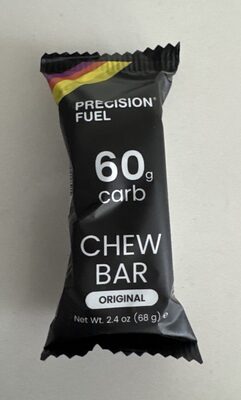 PRECISION®
FUEL
60g
carb
CHEW
BAR
ORIGINAL
Net Wt. 2.4 oz (68 g) e